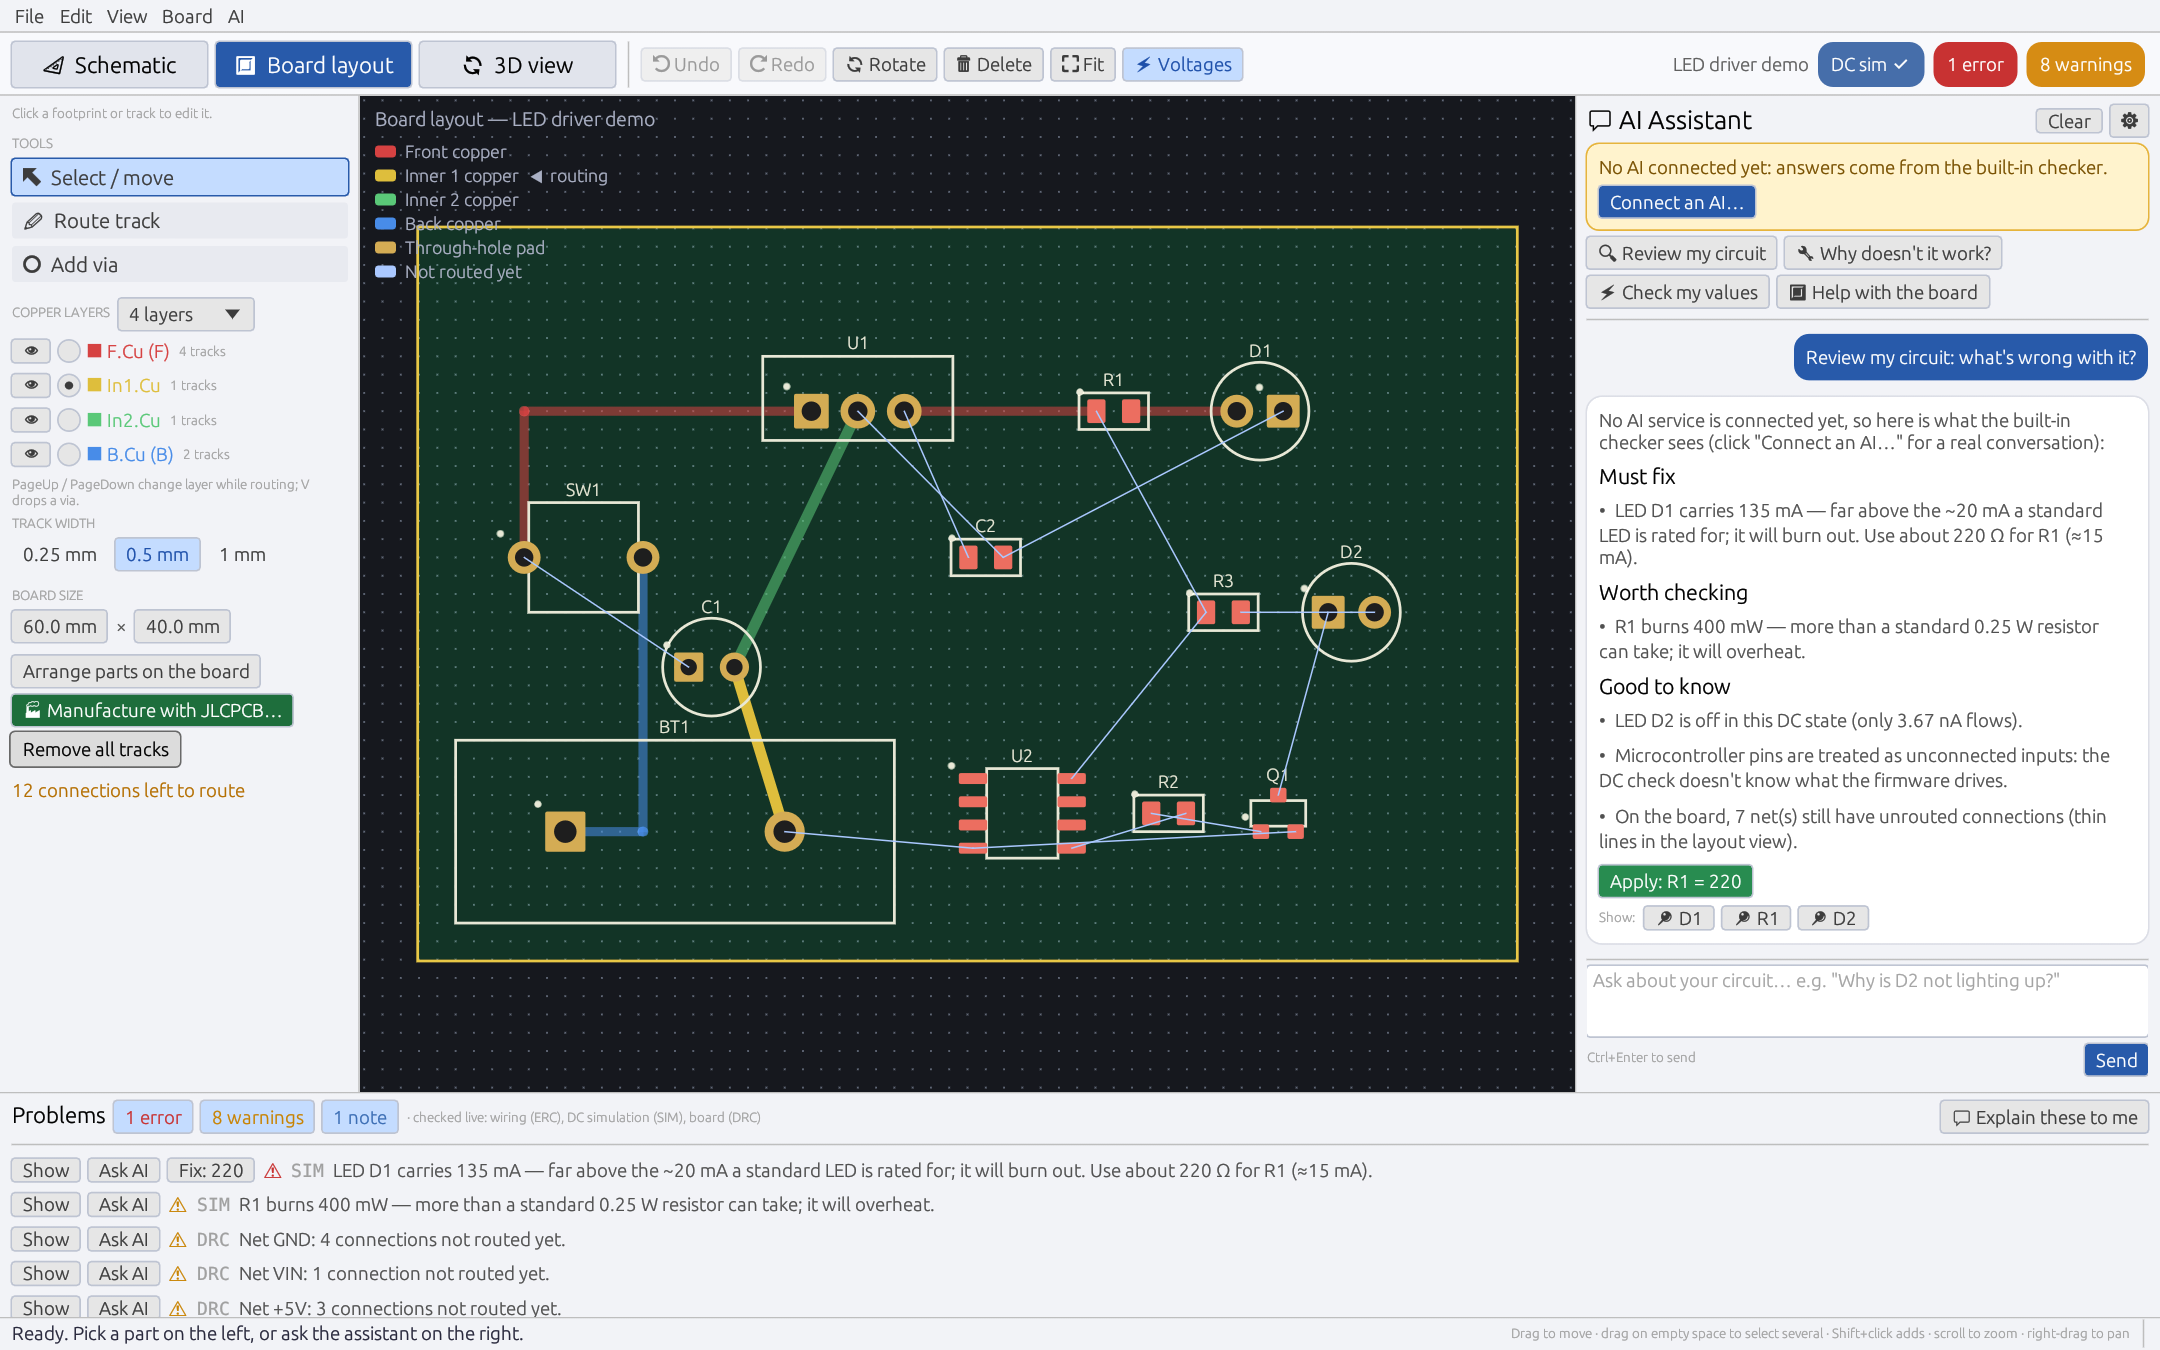 File Edit View Board AI
Schematic
Board layout
3D view
Undo
Redo
Rotate
Delete
Fit
Voltages
LED driver demo
DC sim ✓
1 error
8 warnings
Click a footprint or track to edit it.
TOOLS
Select / move
Route track
Add via
COPPER LAYERS 4 layers
F.Cu (F) 4 tracks
In1.Cu 1 tracks
In2.Cu 1 tracks
B.Cu (B) 2 tracks
PageUp / PageDown change layer while routing; V
drops a via.
TRACK WIDTH
0.25 mm 0.5 mm 1 mm
BOARD SIZE
60.0 mm × 40.0 mm
Arrange parts on the board
Manufacture with JLCPCB…
Remove all tracks
12 connections left to route
Board layout — LED driver demo
Front copper
Inner 1 copper ◀ routing
Inner 2 copper
Back copper
Through-hole pad
Not routed yet
U1
D1
R1
SW1
C2
D2
R3
C1
BT1
U2
R2
Q1
AI Assistant
Clear
No AI connected yet: answers come from the built-in checker.
Connect an AI…
Review my circuit
Why doesn't it work?
Check my values
Help with the board
Review my circuit: what's wrong with it?
No AI service is connected yet, so here is what the built-in
checker sees (click "Connect an AI…" for a real conversation):
Must fix
• LED D1 carries 135 mA — far above the ~20 mA a standard
LED is rated for; it will burn out. Use about 220 Ω for R1 (≈15
mA).
Worth checking
• R1 burns 400 mW — more than a standard 0.25 W resistor
can take; it will overheat.
Good to know
• LED D2 is off in this DC state (only 3.67 nA flows).
• Microcontroller pins are treated as unconnected inputs: the
DC check doesn't know what the firmware drives.
• On the board, 7 net(s) still have unrouted connections (thin
lines in the layout view).
Apply: R1 = 220
Show: D1 R1 D2
Ask about your circuit… e.g. "Why is D2 not lighting up?"
Ctrl+Enter to send
Send
Problems 1 error 8 warnings 1 note · checked live: wiring (ERC), DC simulation (SIM), board (DRC)
Explain these to me
Show Ask AI Fix: 220 ⚠ SIM LED D1 carries 135 mA — far above the ~20 mA a standard LED is rated for; it will burn out. Use about 220 Ω for R1 (≈15 mA).
Show Ask AI ⚠ SIM R1 burns 400 mW — more than a standard 0.25 W resistor can take; it will overheat.
Show Ask AI ⚠ DRC Net GND: 4 connections not routed yet.
Show Ask AI ⚠ DRC Net VIN: 1 connection not routed yet.
Show Ask AI ⚠ DRC Net +5V: 3 connections not routed yet.
Ready. Pick a part on the left, or ask the assistant on the right.
Drag to move · drag on empty space to select several · Shift+click adds · scroll to zoom · right-drag to pan